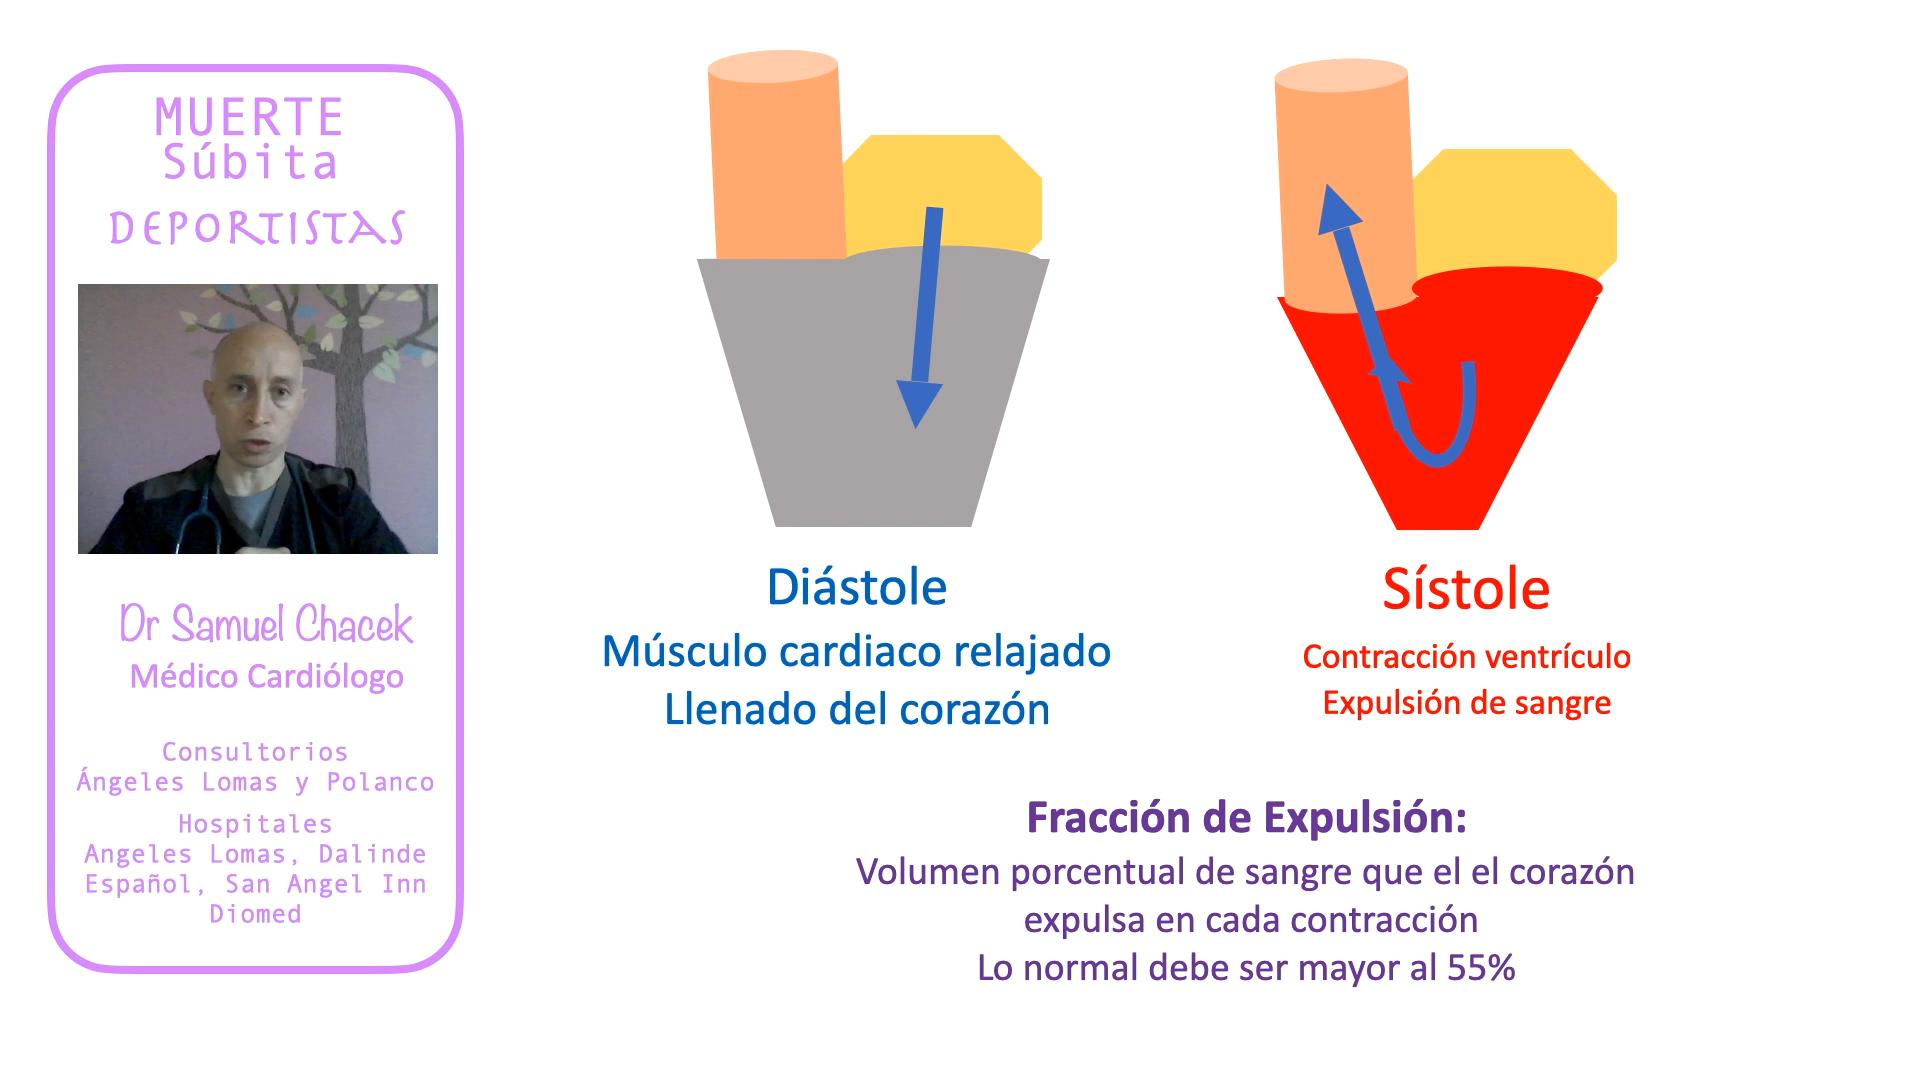 MUERTE
Súbita
DEPORTISTAS
Dr Samuel Chacek
Médico Cardiólogo
Consultorios
Ángeles Lomas y Polanco
Hospitales
Angeles Lomas, Dalinde
Español, San Angel Inn
Diomed
Diástole
Músculo cardiaco relajado
Llenado del corazón
Sístole
Contracción ventrículo
Expulsión de sangre
Fracción de Expulsión:
Volumen porcentual de sangre que el el corazón
expulsa en cada contracción
Lo normal debe ser mayor al 55%